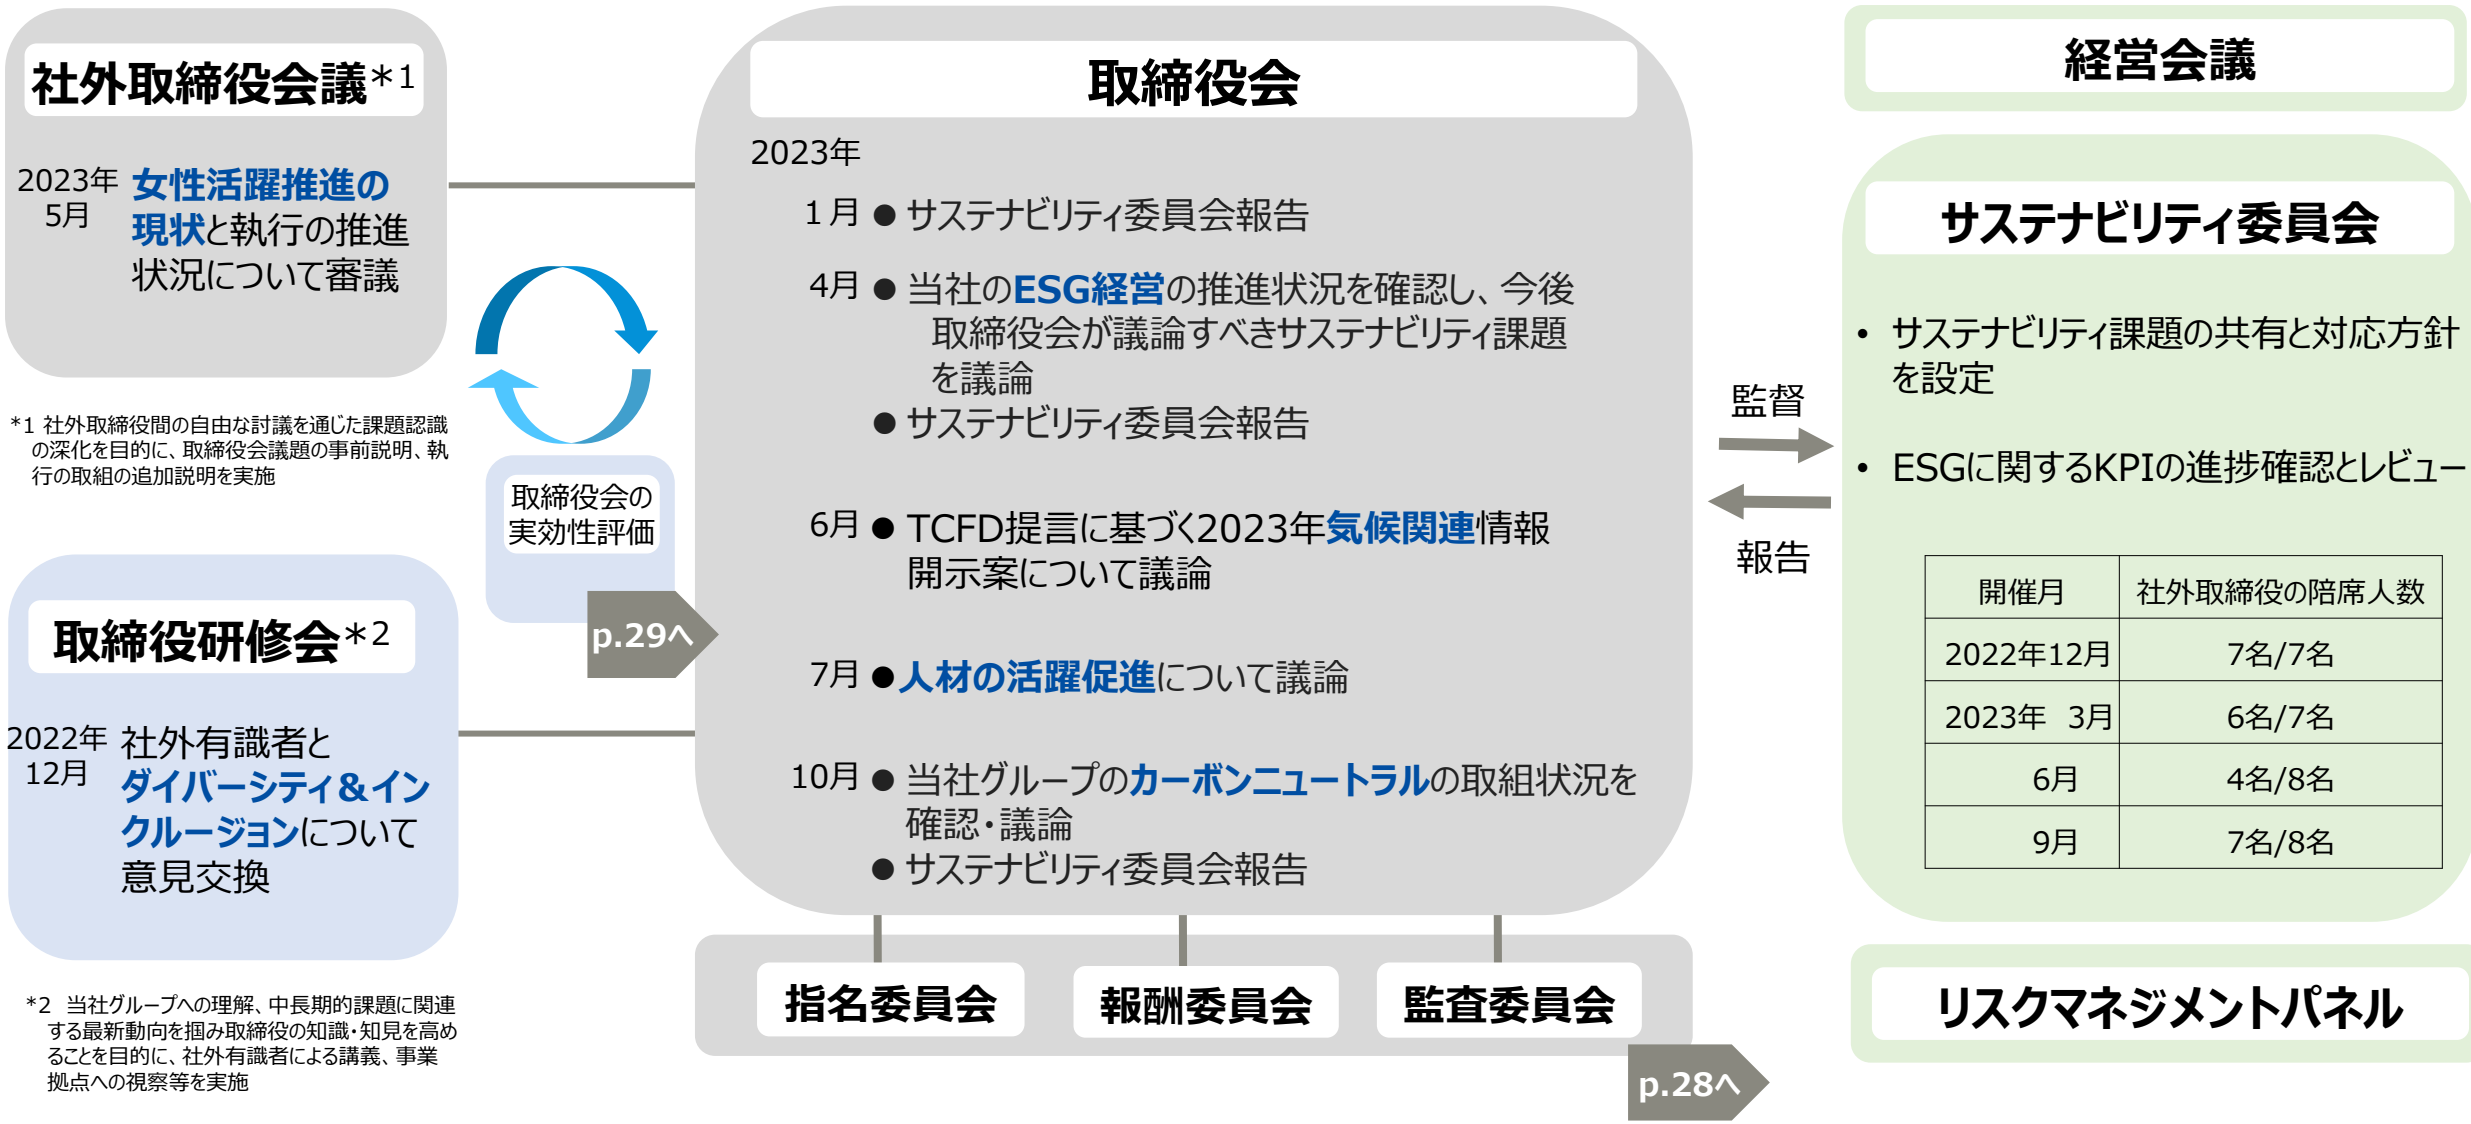 社外取締役会議*1
2023年
5月
女性活躍推進の
現状と執行の推進
状況について審議
*1 社外取締役間の自由な討議を通じた課題認識
の深化を目的に、取締役会議題の事前説明、執
行の取組の追加説明を実施
取締役研修会*2
2022年
12月
社外有識者と
ダイバーシティ&イン
クルージョンについて
意見交換
*2 当社グループへの理解、中長期的課題に関連
する最新動向を掴み取締役の知識・知見を高め
ることを目的に、社外有識者による講義、事業
拠点への視察等を実施
取締役会の
実効性評価
p.29へ
取締役会
2023年
1月 ● サステナビリティ委員会報告
4月 ● 当社のESG経営の推進状況を確認し、今後
取締役会が議論すべきサステナビリティ課題
を議論
● サステナビリティ委員会報告
6月 ● TCFD提言に基づく2023年気候関連情報
開示案について議論
7月 ● 人材の活躍促進について議論
10月 ● 当社グループのカーボンニュートラルの取組状況を
確認・議論
● サステナビリティ委員会報告
指名委員会 報酬委員会 監査委員会
p.28へ
監督
報告
経営会議
サステナビリティ委員会
• サステナビリティ課題の共有と対応方針
を設定
• ESGに関するKPIの進捗確認とレビュー
開催月 社外取締役の陪席人数
2022年12月 7名/7名
2023年 3月 6名/7名
6月 4名/8名
9月 7名/8名
リスクマネジメントパネル